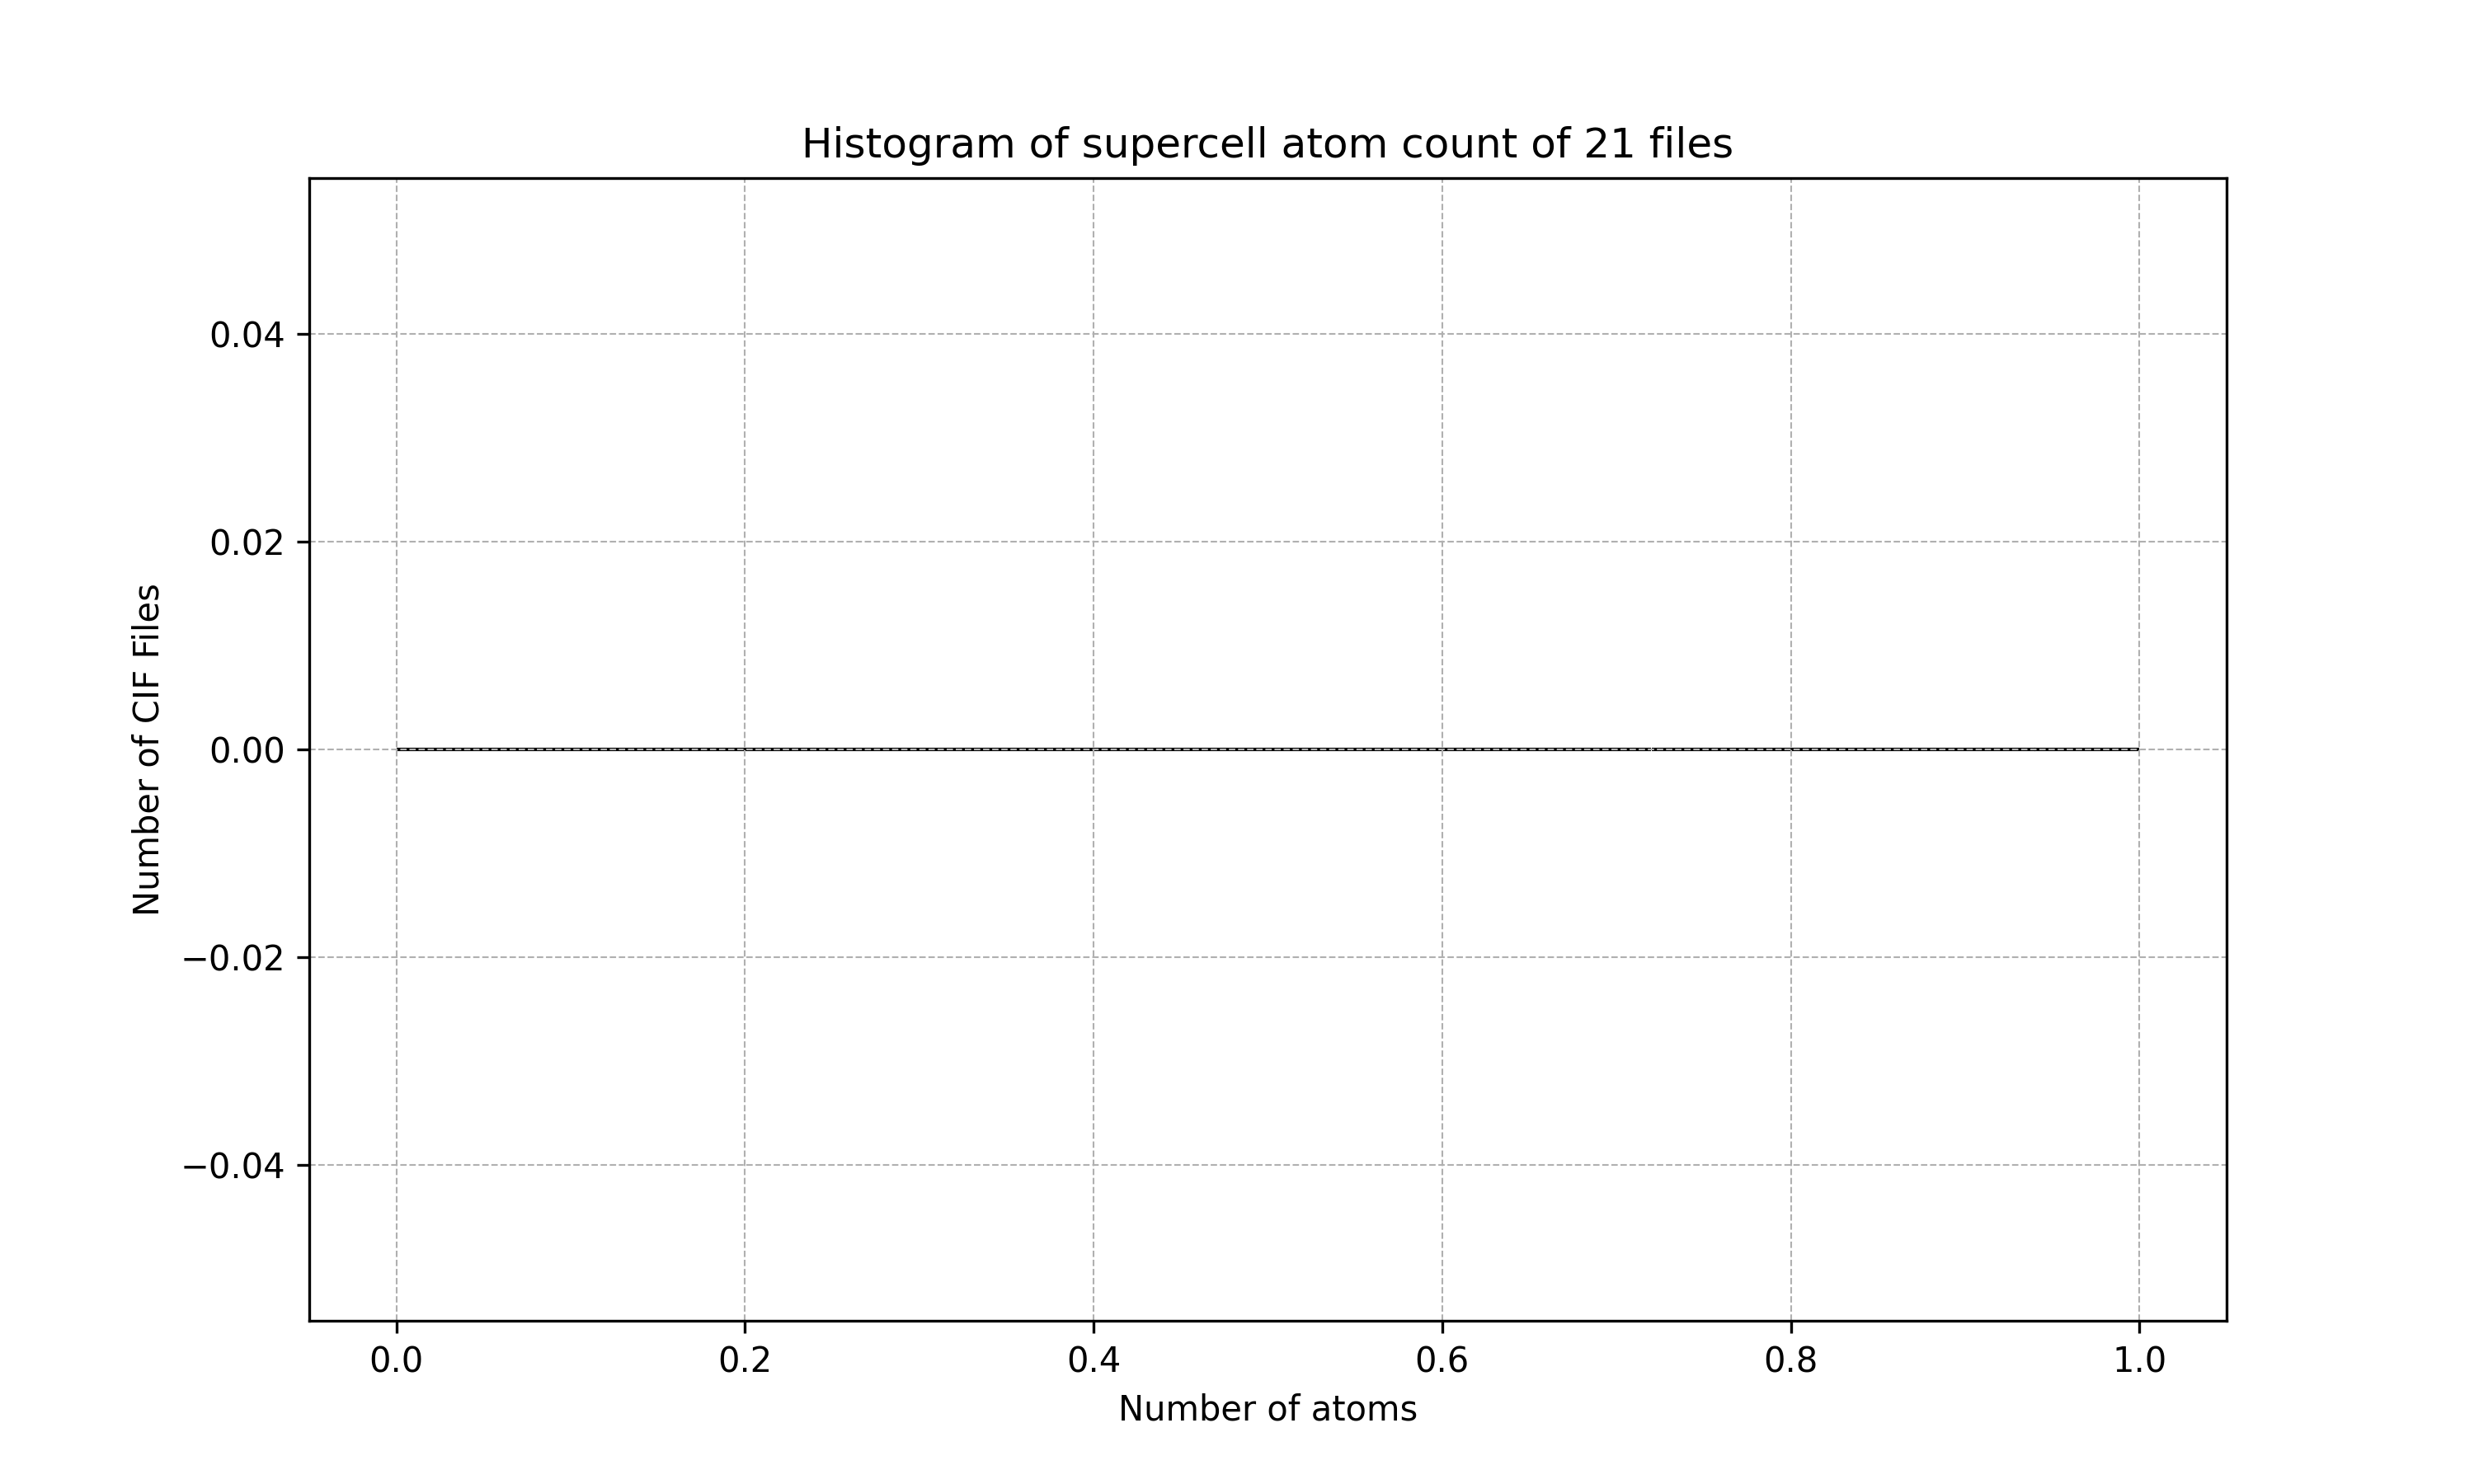 Histogram of supercell atom count of 21 files
Number of CIF Files
0.04
0.02
0.00
−0.02
−0.04
0.0 0.2 0.4 0.6 0.8 1.0
Number of atoms